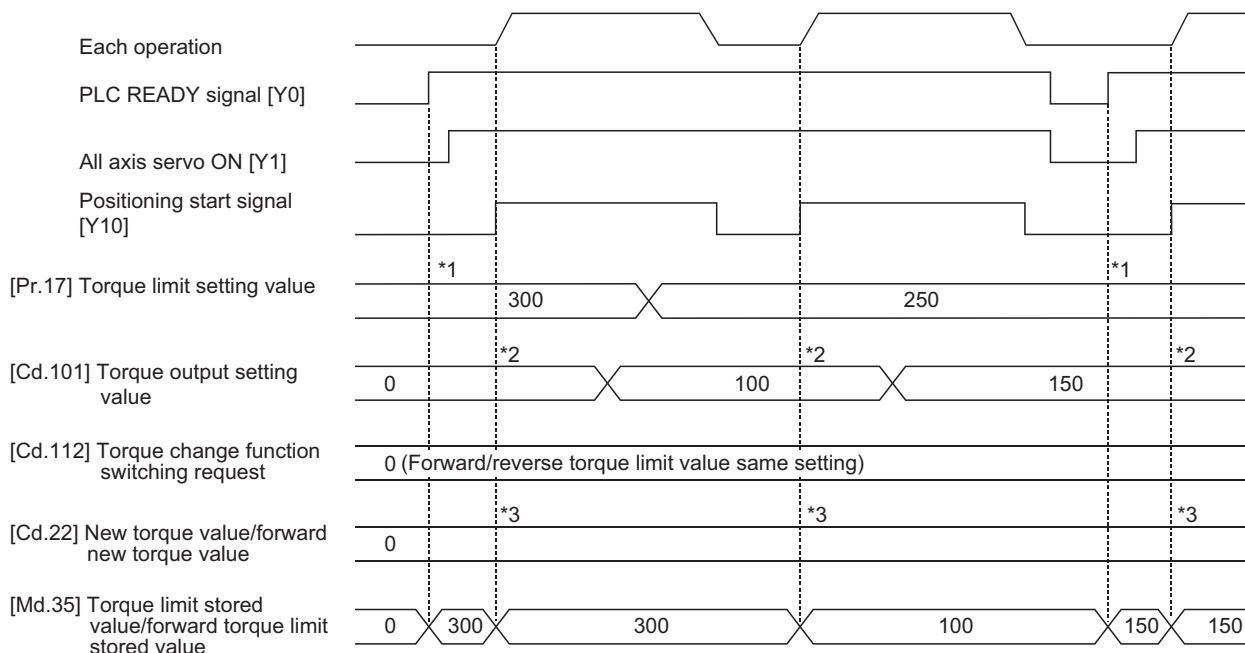 Each operation
PLC READY signal [Y0]
All axis servo ON [Y1]
Positioning start signal
[Y10]
*1 *1
[Pr.17] Torque limit setting value
300 250
*2 *2 *2
[Cd.101] Torque output setting
value
0 100 150
[Cd.112] Torque change function
switching request
0 (Forward/reverse torque limit value same setting)
*3 *3 *3
[Cd.22] New torque value/forward
new torque value
0
[Md.35] Torque limit stored
value/forward torque limit
stored value
0 300 300 100 150 150